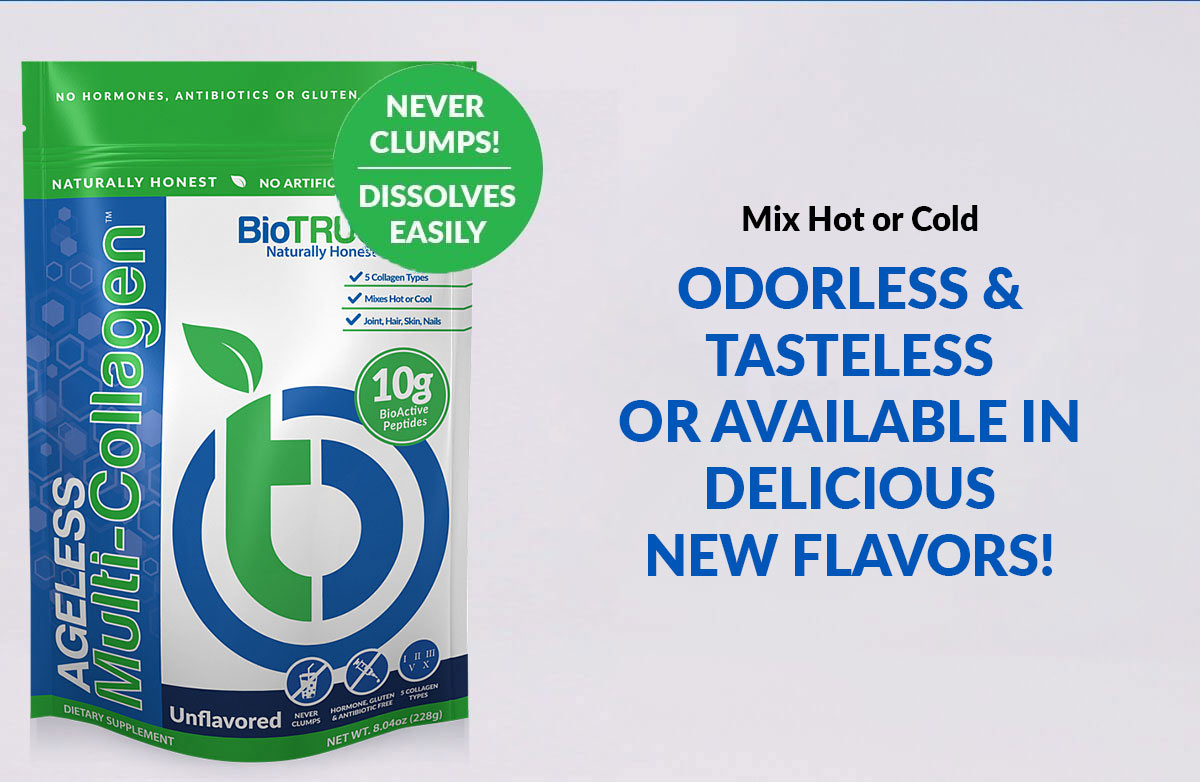 NO HORMONES, ANTIBIOTICS OR GLUTEN
NEVER
CLUMPS!
DISSOLVES
EASILY
NATURALLY HONEST
NO ARTIFIC
BioTRU
Naturally Honest
5 Collagen Types
Mixes Hot or Cool
Joint, Hair, Skin, Nails
10g
BioActive
Peptides
AGELESS
Multi-Collagen™
I II III
V X
NEVER
CLUMPS
HORMONE, GLUTEN
& ANTIBIOTIC FREE
5 COLLAGEN
TYPES
Unflavored
DIETARY SUPPLEMENT
NET WT. 8.04oz (228g)
Mix Hot or Cold
ODORLESS &
TASTELESS
OR AVAILABLE IN
DELICIOUS
NEW FLAVORS!